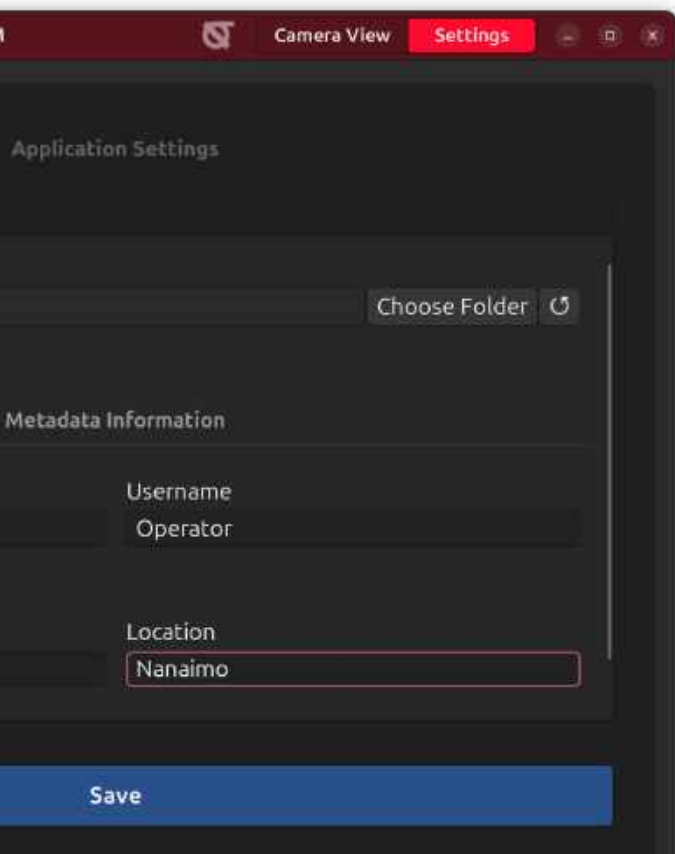 Camera View Settings
Application Settings
Choose Folder
Metadata Information
Username
Operator
Location
Nanaimo
Save